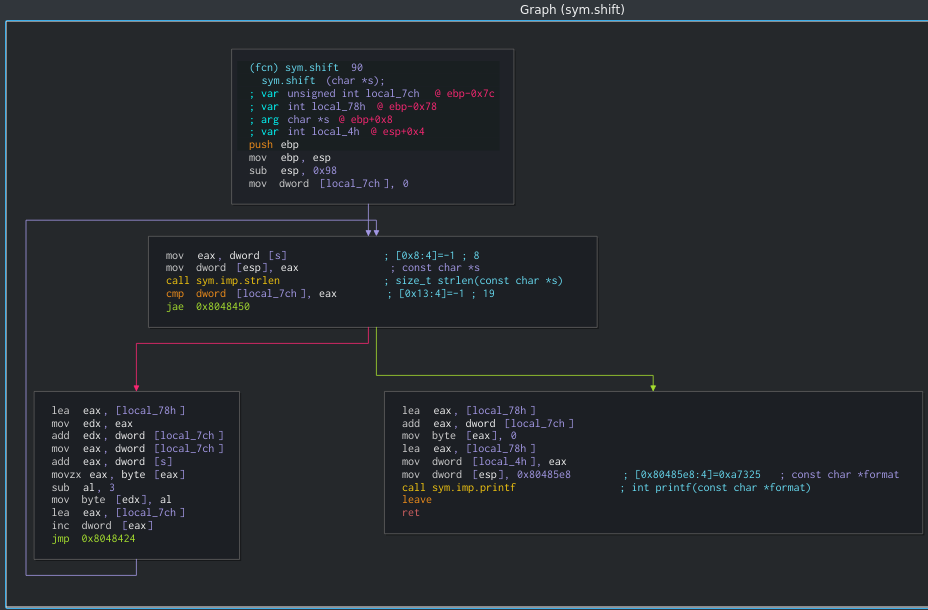 Graph (sym.shift)
(fcn) sym.shift 90
sym.shift (char *s);
; var unsigned int local_7ch @ ebp-0x7c
; var int local_78h @ ebp-0x78
; arg char *s @ ebp+0x8
; var int local_4h @ esp+0x4
push ebp
mov ebp, esp
sub esp, 0x98
mov dword [local_7ch], 0
mov eax, dword [s] ; [0x8:4]=-1 ; 8
mov dword [esp], eax ; const char *s
call sym.imp.strlen ; size_t strlen(const char *s)
cmp dword [local_7ch], eax ; [0x13:4]=-1 ; 19
jae 0x8048450
lea eax, [local_78h]
mov edx, eax
add edx, dword [local_7ch]
mov eax, dword [local_7ch]
add eax, dword [s]
movzx eax, byte [eax]
sub al, 3
mov byte [edx], al
lea eax, [local_7ch]
inc dword [eax]
jmp 0x8048424
lea eax, [local_78h]
add eax, dword [local_7ch]
mov byte [eax], 0
lea eax, [local_78h]
mov dword [local_4h], eax
mov dword [esp], 0x80485e8 ; [0x80485e8:4]=0xa7325 ; const char *format
call sym.imp.printf ; int printf(const char *format)
leave
ret